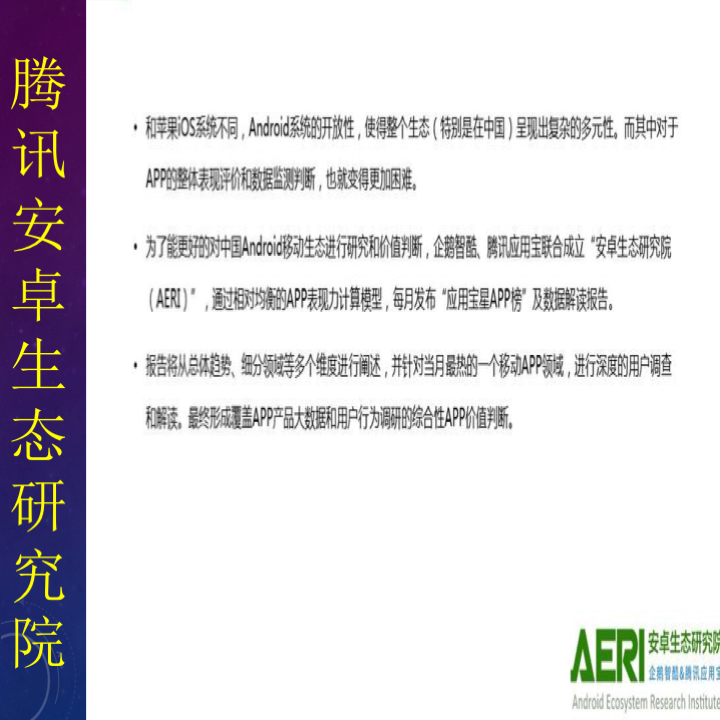 腾讯安卓生态研究院
• 和苹果iOS系统不同，Android系统的开放性，使得整个生态（特别是在中国）呈现出复杂的多元性。而其中对于
APP的整体表现评价和数据监测判断，也就变得更加困难。
• 为了能更好的对中国Android移动生态进行研究和价值判断，企鹅智酷、腾讯应用宝联合成立“安卓生态研究院
（AERI）”，通过相对均衡的APP表现力计算模型，每月发布“应用宝星APP榜”及数据解读报告。
• 报告将从总体趋势、细分领域等多个维度进行阐述，并针对当月最热的一个移动APP领域，进行深度的用户调查
和解读。最终形成覆盖APP产品大数据和用户行为调研的综合性APP价值判断。
AERI 安卓生态研究院
企鹅智酷&腾讯应用宝
Android Ecosystem Research Institute